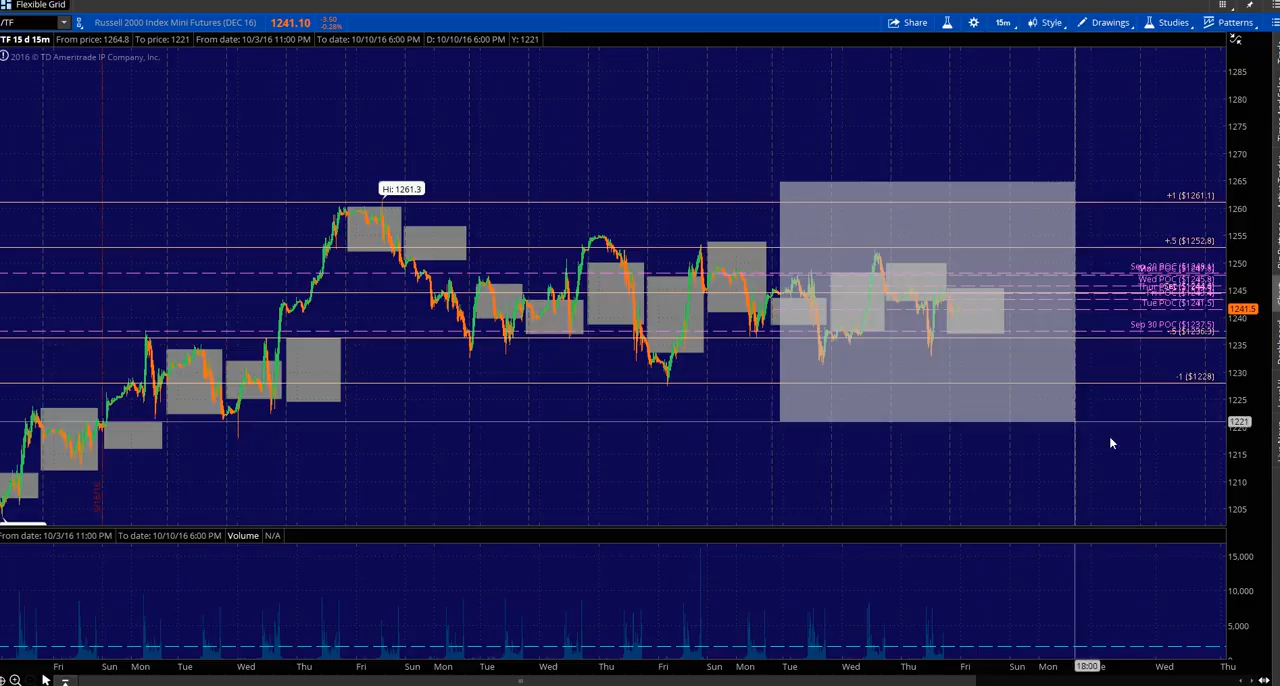 Flexible Grid
/TF Russell 2000 Index Mini Futures (DEC 16) 1241.10 -3.50 -0.28% Share 15m Style Drawings Studies Patterns
TF 15 d 15m From price: 1264.8 To price: 1221 From date: 10/3/16 11:00 PM To date: 10/10/16 6:00 PM D: 10/10/16 6:00 PM Y: 1221
2016 © TD Ameritrade IP Company, Inc.
1285
1280
1275
1270
1265
Hi: 1261.3
+1 ($1261.1)
1260
1255
+.5 ($1252.8)
1250
Wed POC ($1245.8)
1245
Tue POC ($1241.5)
1241.5
1240
Sep 30 POC ($1237.5)
1235
1230
-1 ($1228)
1225
1221
1215
1210
1205
From date: 10/3/16 11:00 PM To date: 10/10/16 6:00 PM Volume N/A
15,000
10,000
5,000
0
Fri Sun Mon Tue Wed Thu Fri Sun Mon Tue Wed Thu Fri Sun Mon Tue Wed Thu Fri Sun Mon 18:00 Wed Thu